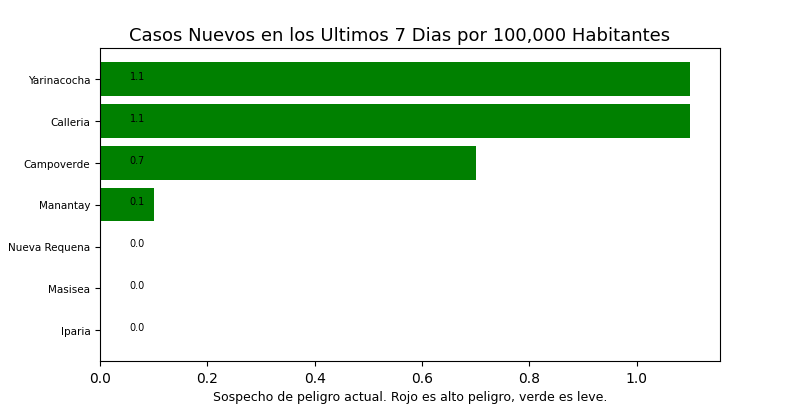 Casos Nuevos en los Ultimos 7 Dias por 100,000 Habitantes
Yarinacocha 1.1
Calleria 1.1
Campoverde 0.7
Manantay 0.1
Nueva Requena 0.0
Masisea 0.0
Iparia 0.0
0.0 0.2 0.4 0.6 0.8 1.0
Sospecho de peligro actual. Rojo es alto peligro, verde es leve.